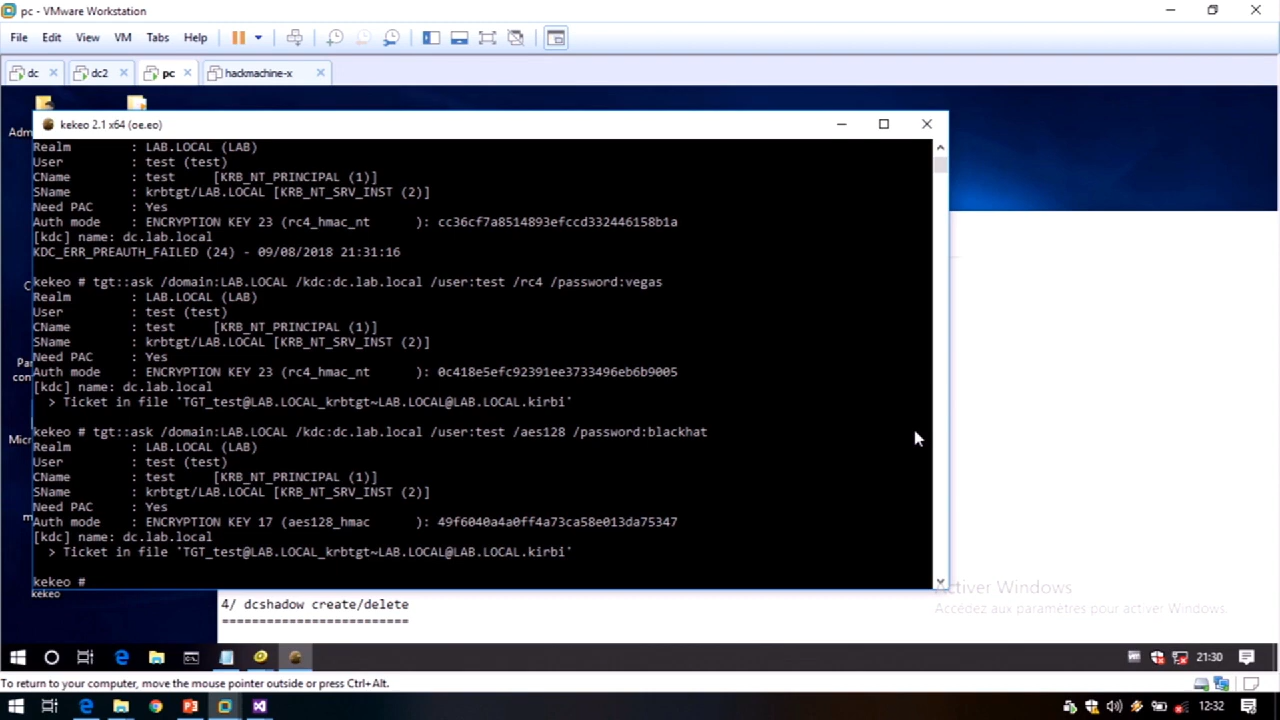 pc - VMware Workstation
File Edit View VM Tabs Help
dc dc2 pc hackmachine-x
kekeo 2.1 x64 (oe.eo)
Realm : LAB.LOCAL (LAB)
User : test (test)
CName : test [KRB_NT_PRINCIPAL (1)]
SName : krbtgt/LAB.LOCAL [KRB_NT_SRV_INST (2)]
Need PAC : Yes
Auth mode : ENCRYPTION KEY 23 (rc4_hmac_nt ): cc36cf7a8514893efccd332446158b1a
[kdc] name: dc.lab.local
KDC_ERR_PREAUTH_FAILED (24) - 09/08/2018 21:31:16
kekeo # tgt::ask /domain:LAB.LOCAL /kdc:dc.lab.local /user:test /rc4 /password:vegas
Realm : LAB.LOCAL (LAB)
User : test (test)
CName : test [KRB_NT_PRINCIPAL (1)]
SName : krbtgt/LAB.LOCAL [KRB_NT_SRV_INST (2)]
Need PAC : Yes
Auth mode : ENCRYPTION KEY 23 (rc4_hmac_nt ): 0c418e5efc92391ee3733496eb6b9005
[kdc] name: dc.lab.local
> Ticket in file 'TGT_test@LAB.LOCAL_krbtgt~LAB.LOCAL@LAB.LOCAL.kirbi'
kekeo # tgt::ask /domain:LAB.LOCAL /kdc:dc.lab.local /user:test /aes128 /password:blackhat
Realm : LAB.LOCAL (LAB)
User : test (test)
CName : test [KRB_NT_PRINCIPAL (1)]
SName : krbtgt/LAB.LOCAL [KRB_NT_SRV_INST (2)]
Need PAC : Yes
Auth mode : ENCRYPTION KEY 17 (aes128_hmac ): 49f6040a4a0ff4a73ca58e013da75347
[kdc] name: dc.lab.local
> Ticket in file 'TGT_test@LAB.LOCAL_krbtgt~LAB.LOCAL@LAB.LOCAL.kirbi'
kekeo #
kekeo
4/ dcshadow create/delete
=========================
Activer Windows
Accédez aux paramètres pour activer Windows.
21:30
To return to your computer, move the mouse pointer outside or press Ctrl+Alt.
12:32